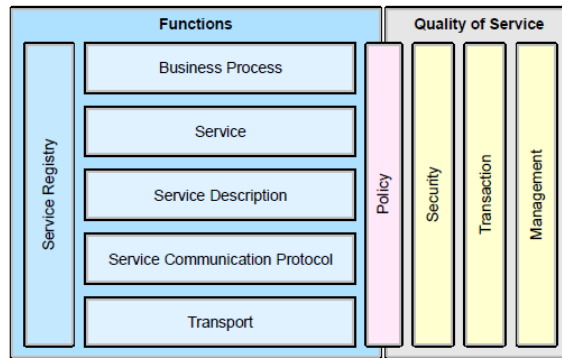 Functions
Quality of Service
Service Registry
Business Process
Service
Service Description
Service Communication Protocol
Transport
Policy
Security
Transaction
Management